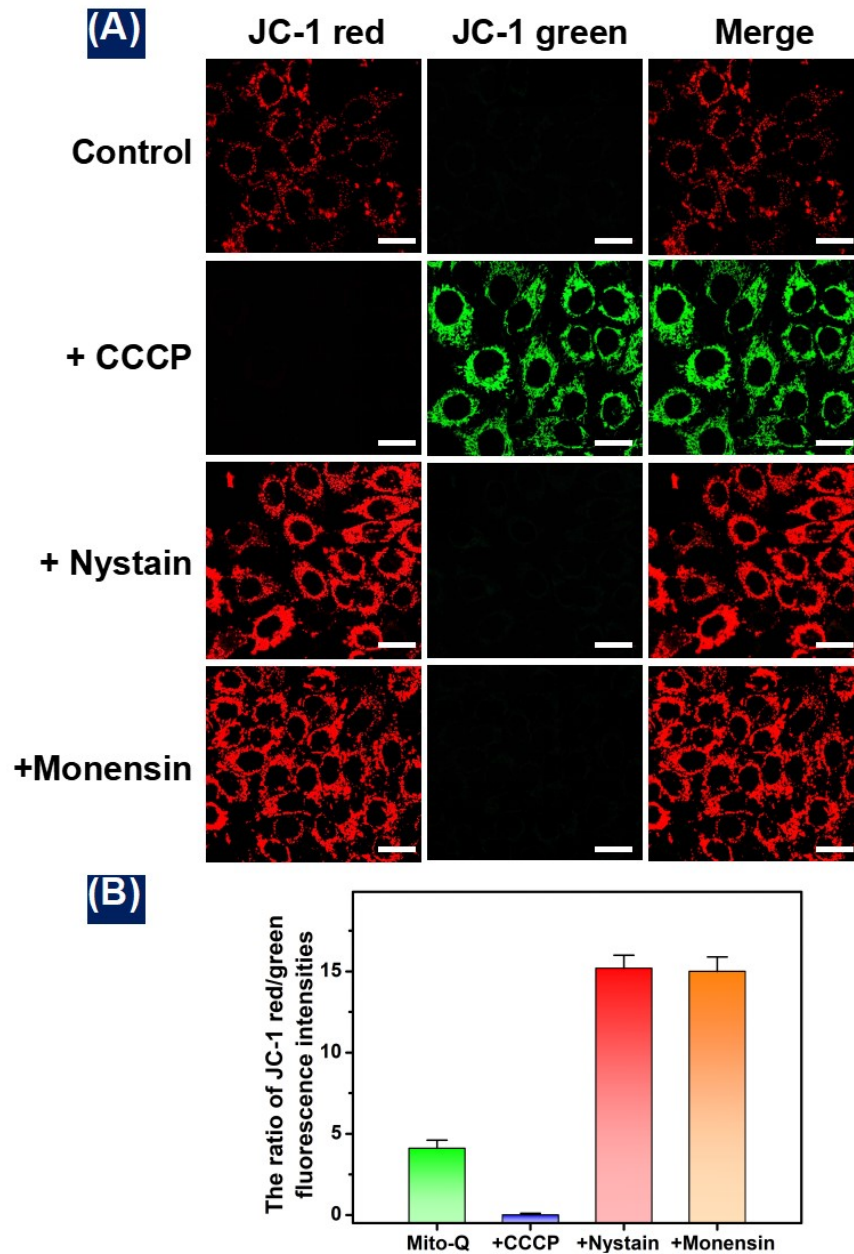 (A)
JC-1 red JC-1 green Merge
Control
+ CCCP
+ Nystain
+Monensin
(B)
The ratio of JC-1 red/green
fluorescence intensities
15
10
5
0
Mito-Q +CCCP +Nystain +Monensin